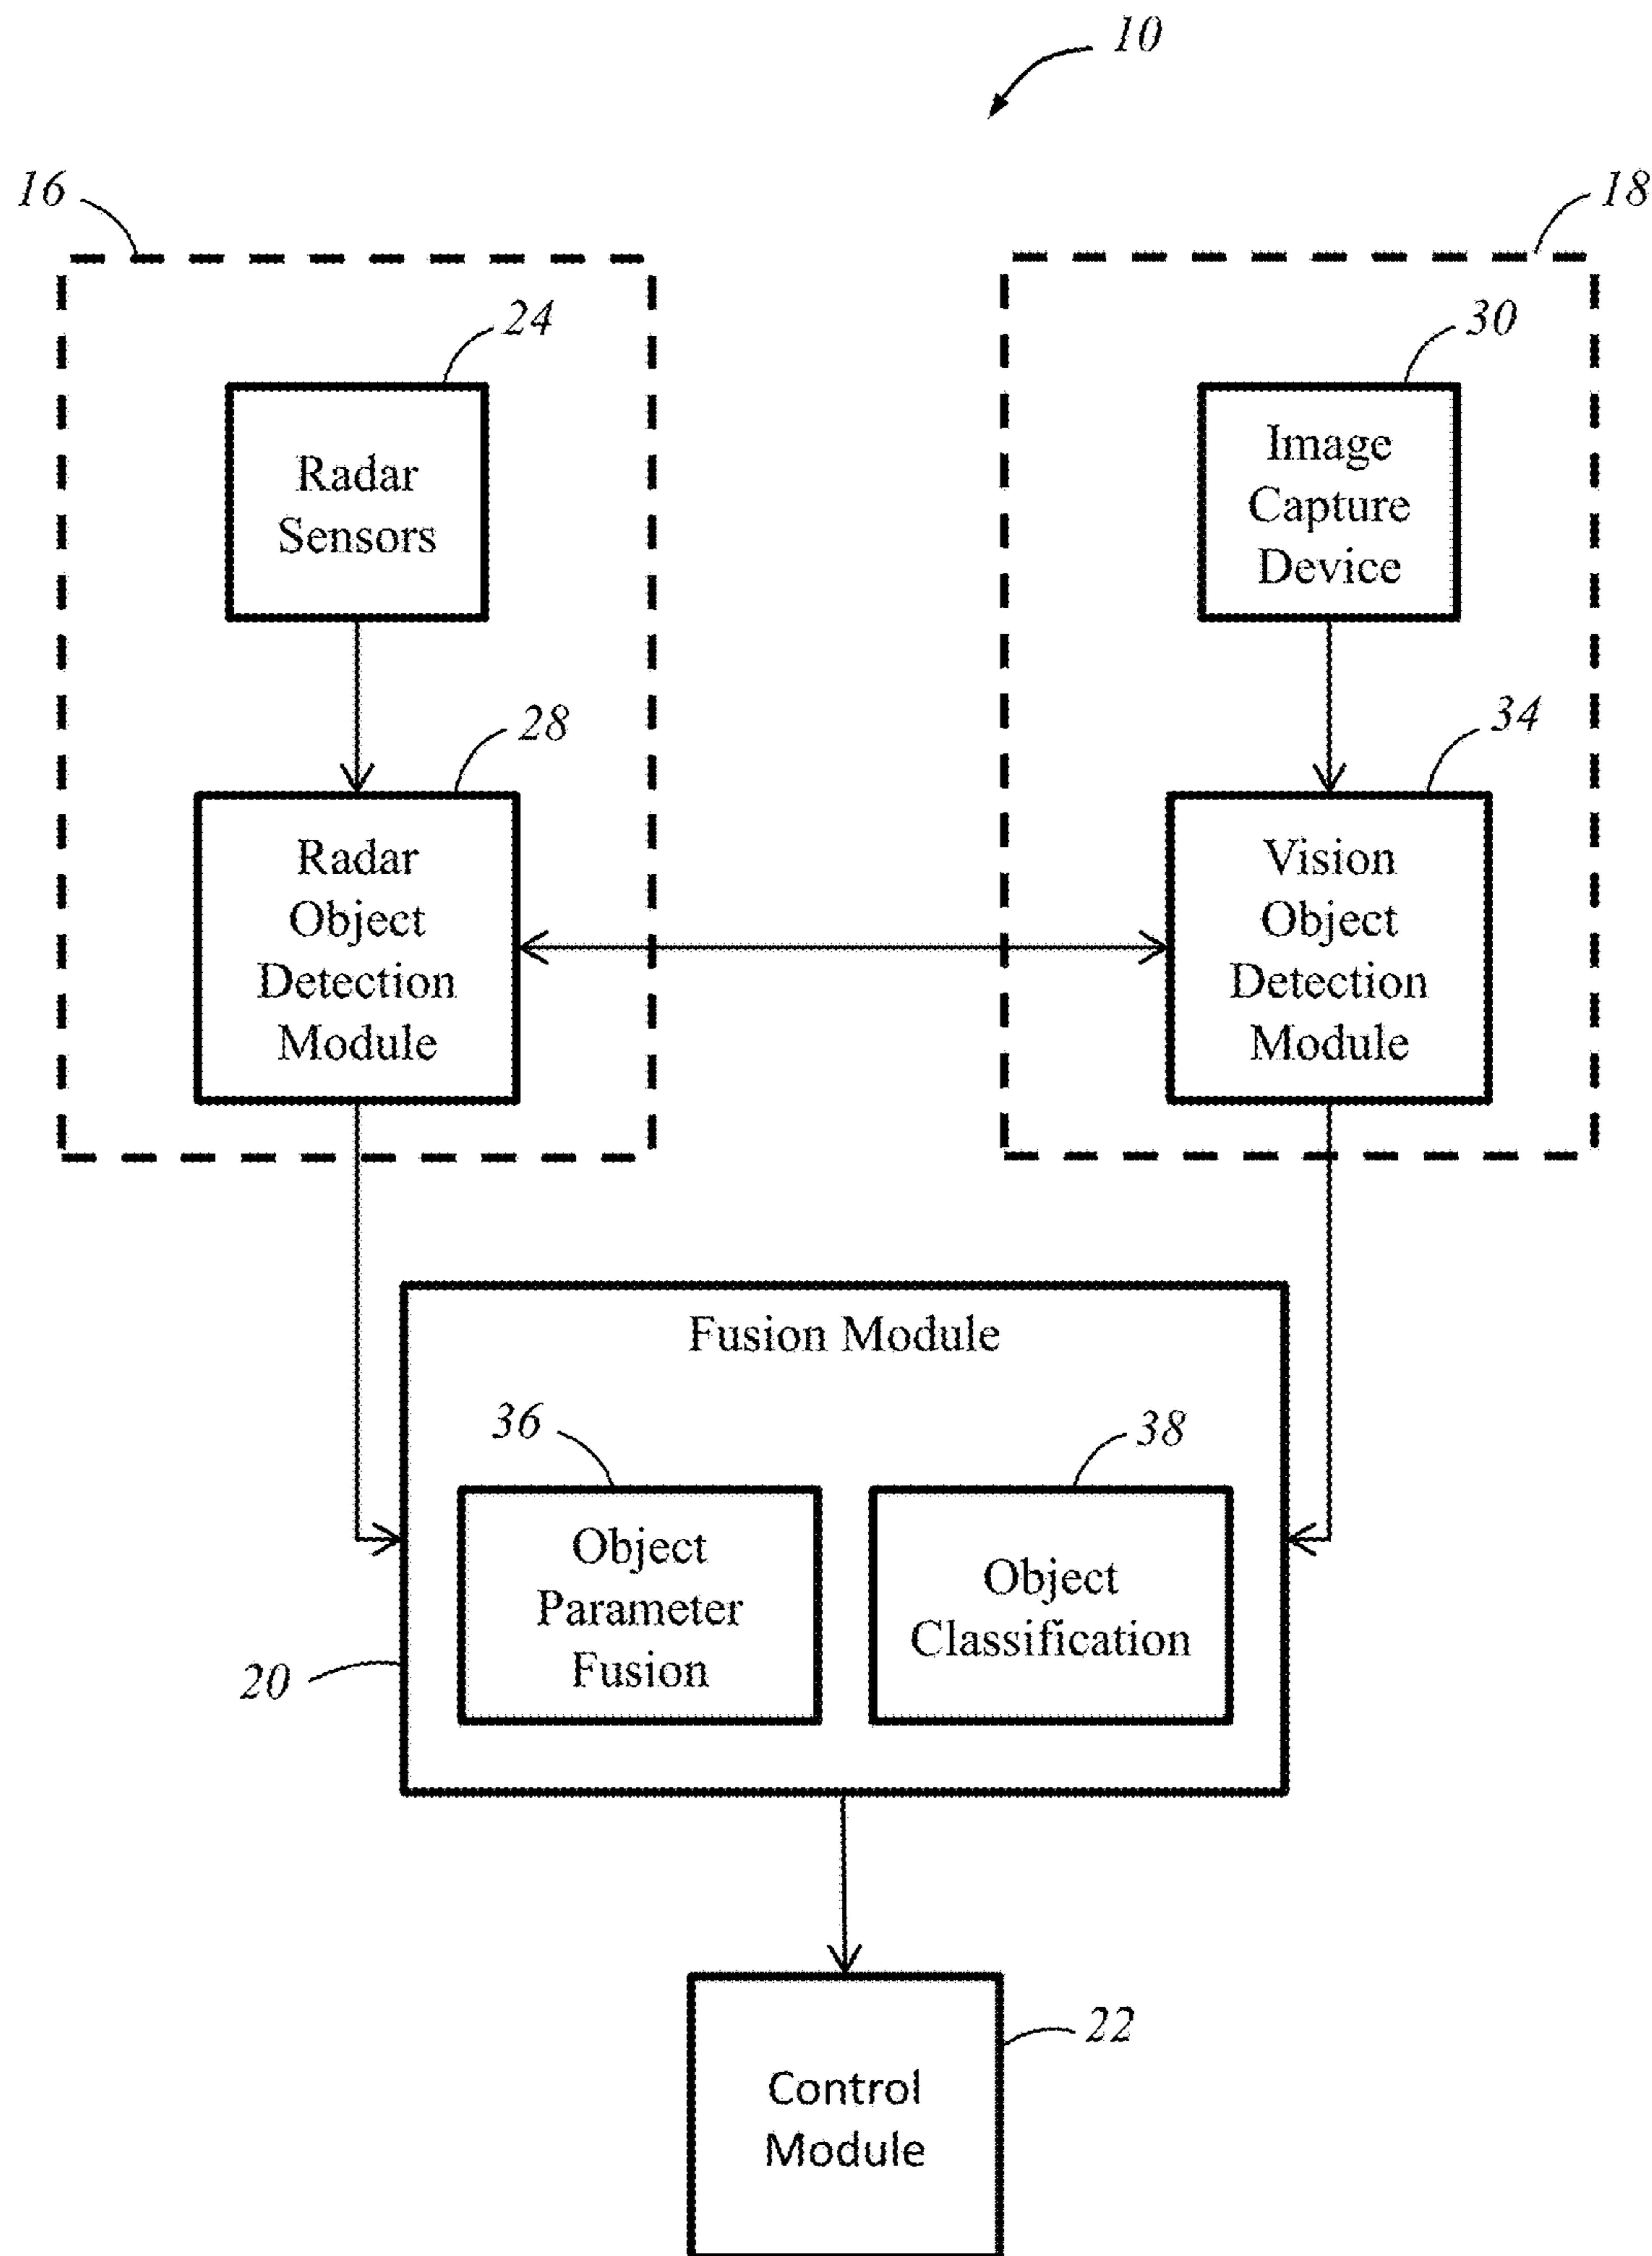 10
16
18
24
30
Radar
Sensors
Image
Capture
Device
28
34
Radar
Object
Detection
Module
Vision
Object
Detection
Module
Fusion Module
36
38
Object
Parameter
Fusion
Object
Classification
20
22
Control
Module